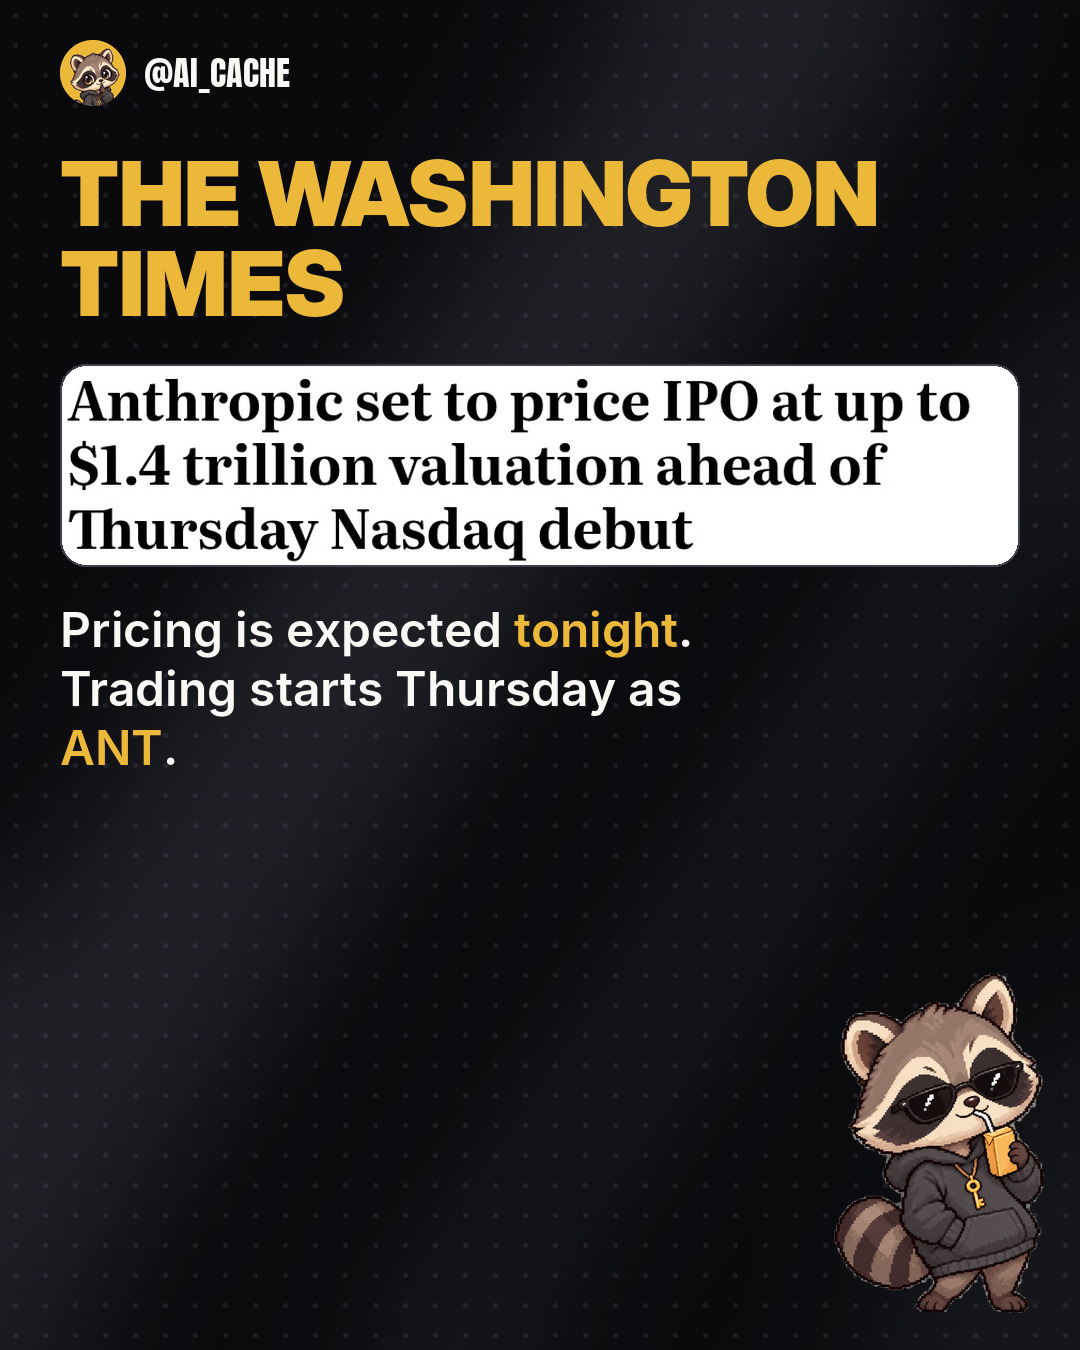 @AI_CACHE
THE WASHINGTON
TIMES
Anthropic set to price IPO at up to
$1.4 trillion valuation ahead of
Thursday Nasdaq debut
Pricing is expected tonight.
Trading starts Thursday as
ANT.